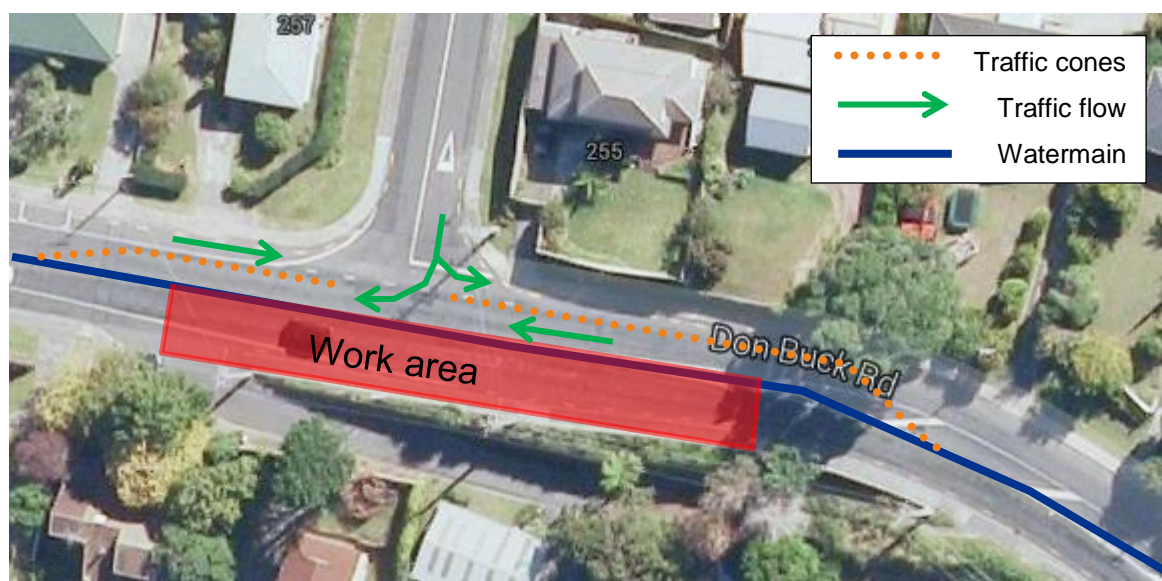 257
Traffic cones
Traffic flow
Watermain
255
Don Buck Rd
Work area